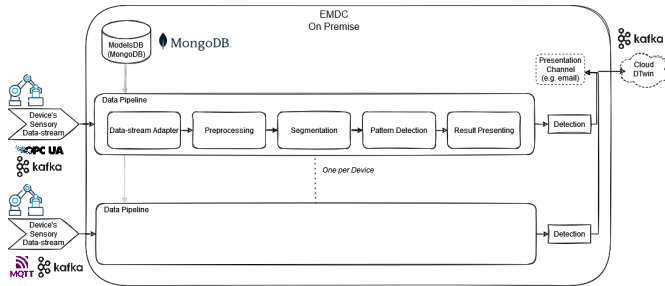 EMDC
On Premise
ModelsDB
(MongoDB)
MongoDB.
kafka
Presentation
Channel
(e.g. email)
Cloud
DTwin
Device's
Sensory
Data-stream
OPC UA
kafka
Data Pipeline
Data-stream Adapter
Preprocessing
Segmentation
Pattern Detection
Result Presenting
Detection
One per Device
Device's
Sensory
Data-stream
MQTT
kafka
Data Pipeline
Detection